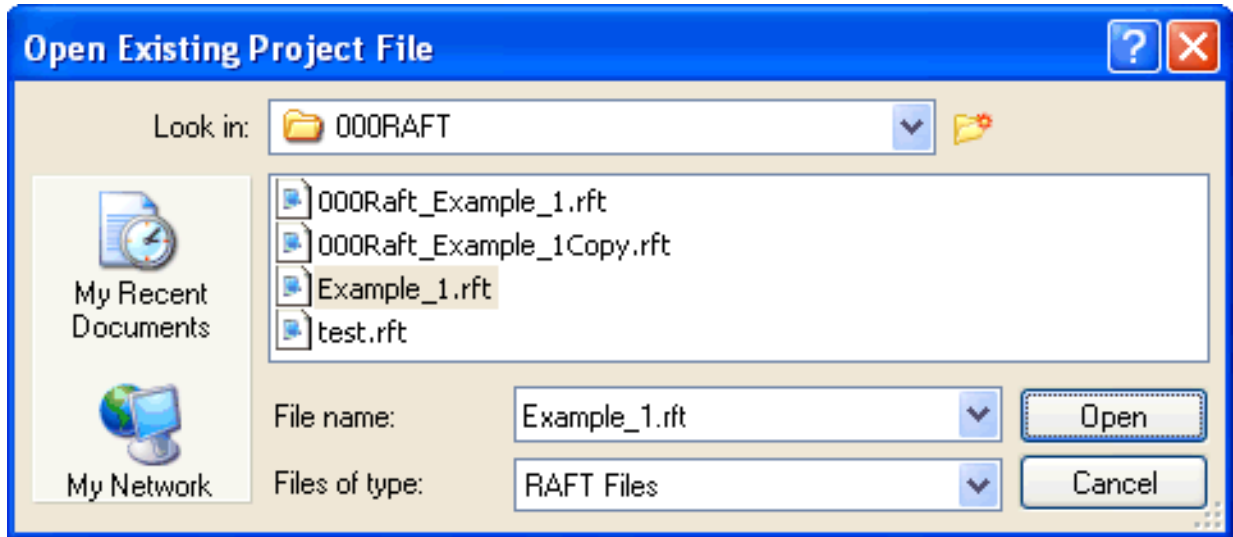 Open Existing Project File
?
Look in: 000RAFT
000Raft_Example_1.rft
000Raft_Example_1Copy.rft
Example_1.rft
test.rft
My Recent
Documents
My Network
File name: Example_1.rft Open
Files of type: RAFT Files Cancel